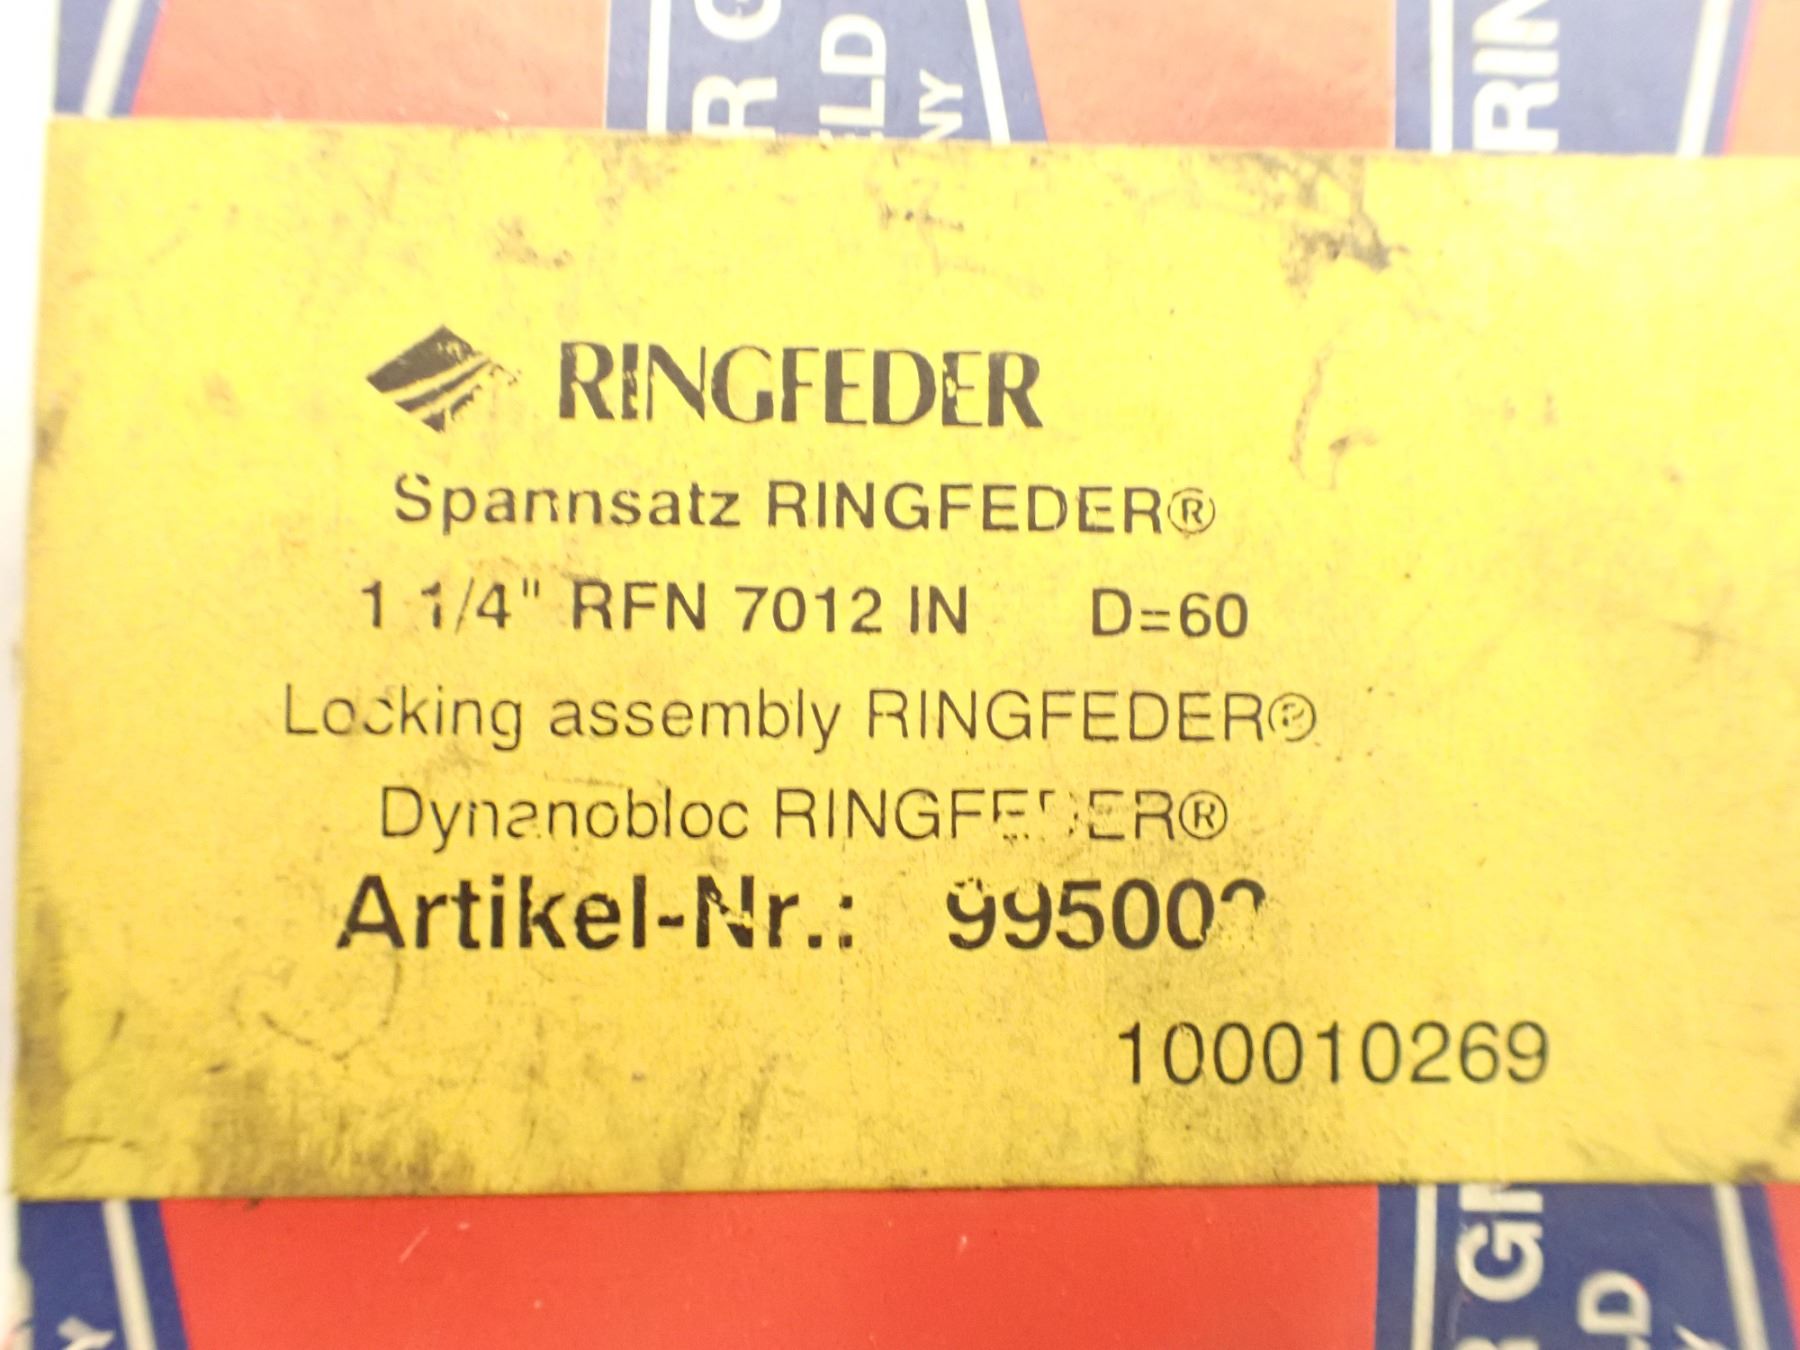 RINGFEDER
Spannsatz RINGFEDER®
1 1/4" RFN 7012 IN D=60
Locking assembly RINGFEDER®
Dynanobloc RINGFEDER®
Artikel-Nr.:
100010269